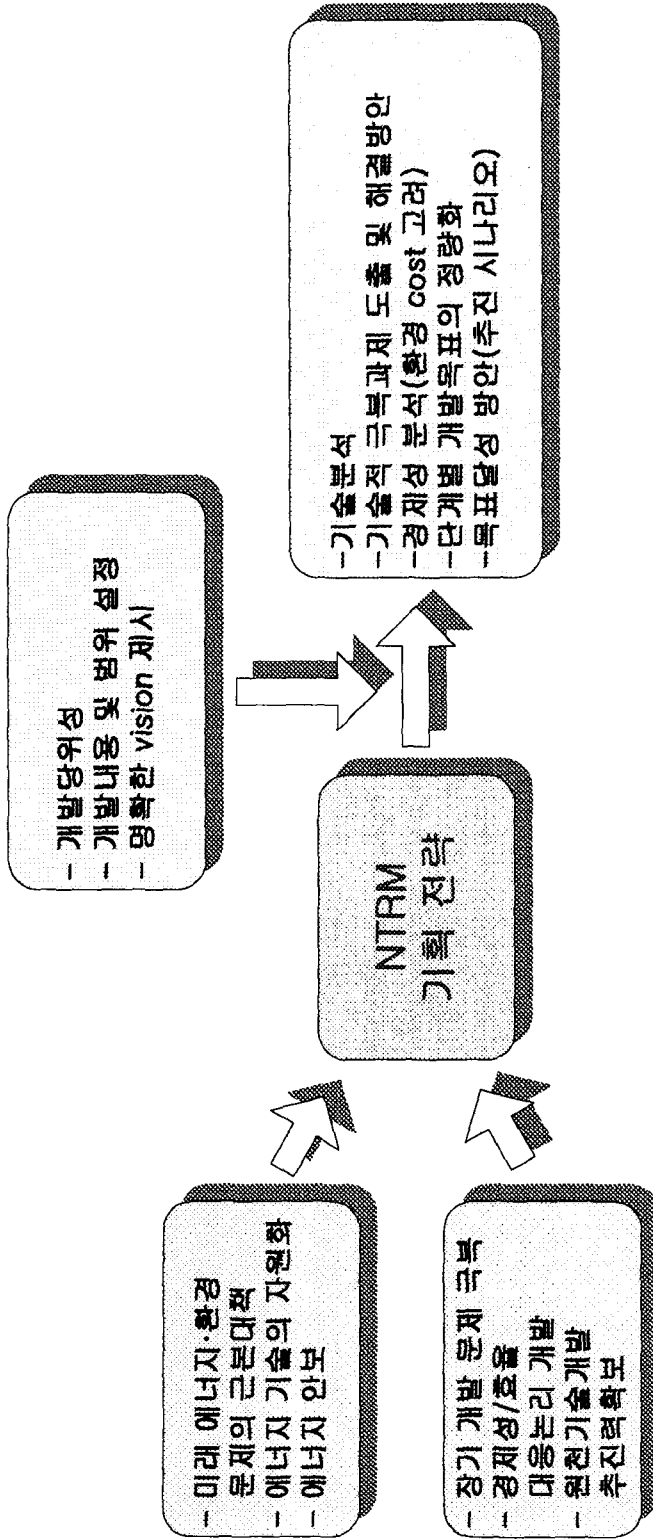 - 미래 에너지·환경
문제의 근본대책
- 에너지 기술의 자원화
- 에너지 안보
- 장기 개발 문제 극복
- 경제성/효율
대응논리 개발
- 원천기술개발
추진력확보
NTRM
기획 전략
- 개발당위성
- 개발내용 및 범위 설정
- 명확한 vision 제시
-기술분석
-기술적 극복과제 도출 및 해결방안
-경제성 분석(환경 cost 고려)
-단계별 개발목표의 정량화
-목표달성 방안(추진 시나리오)